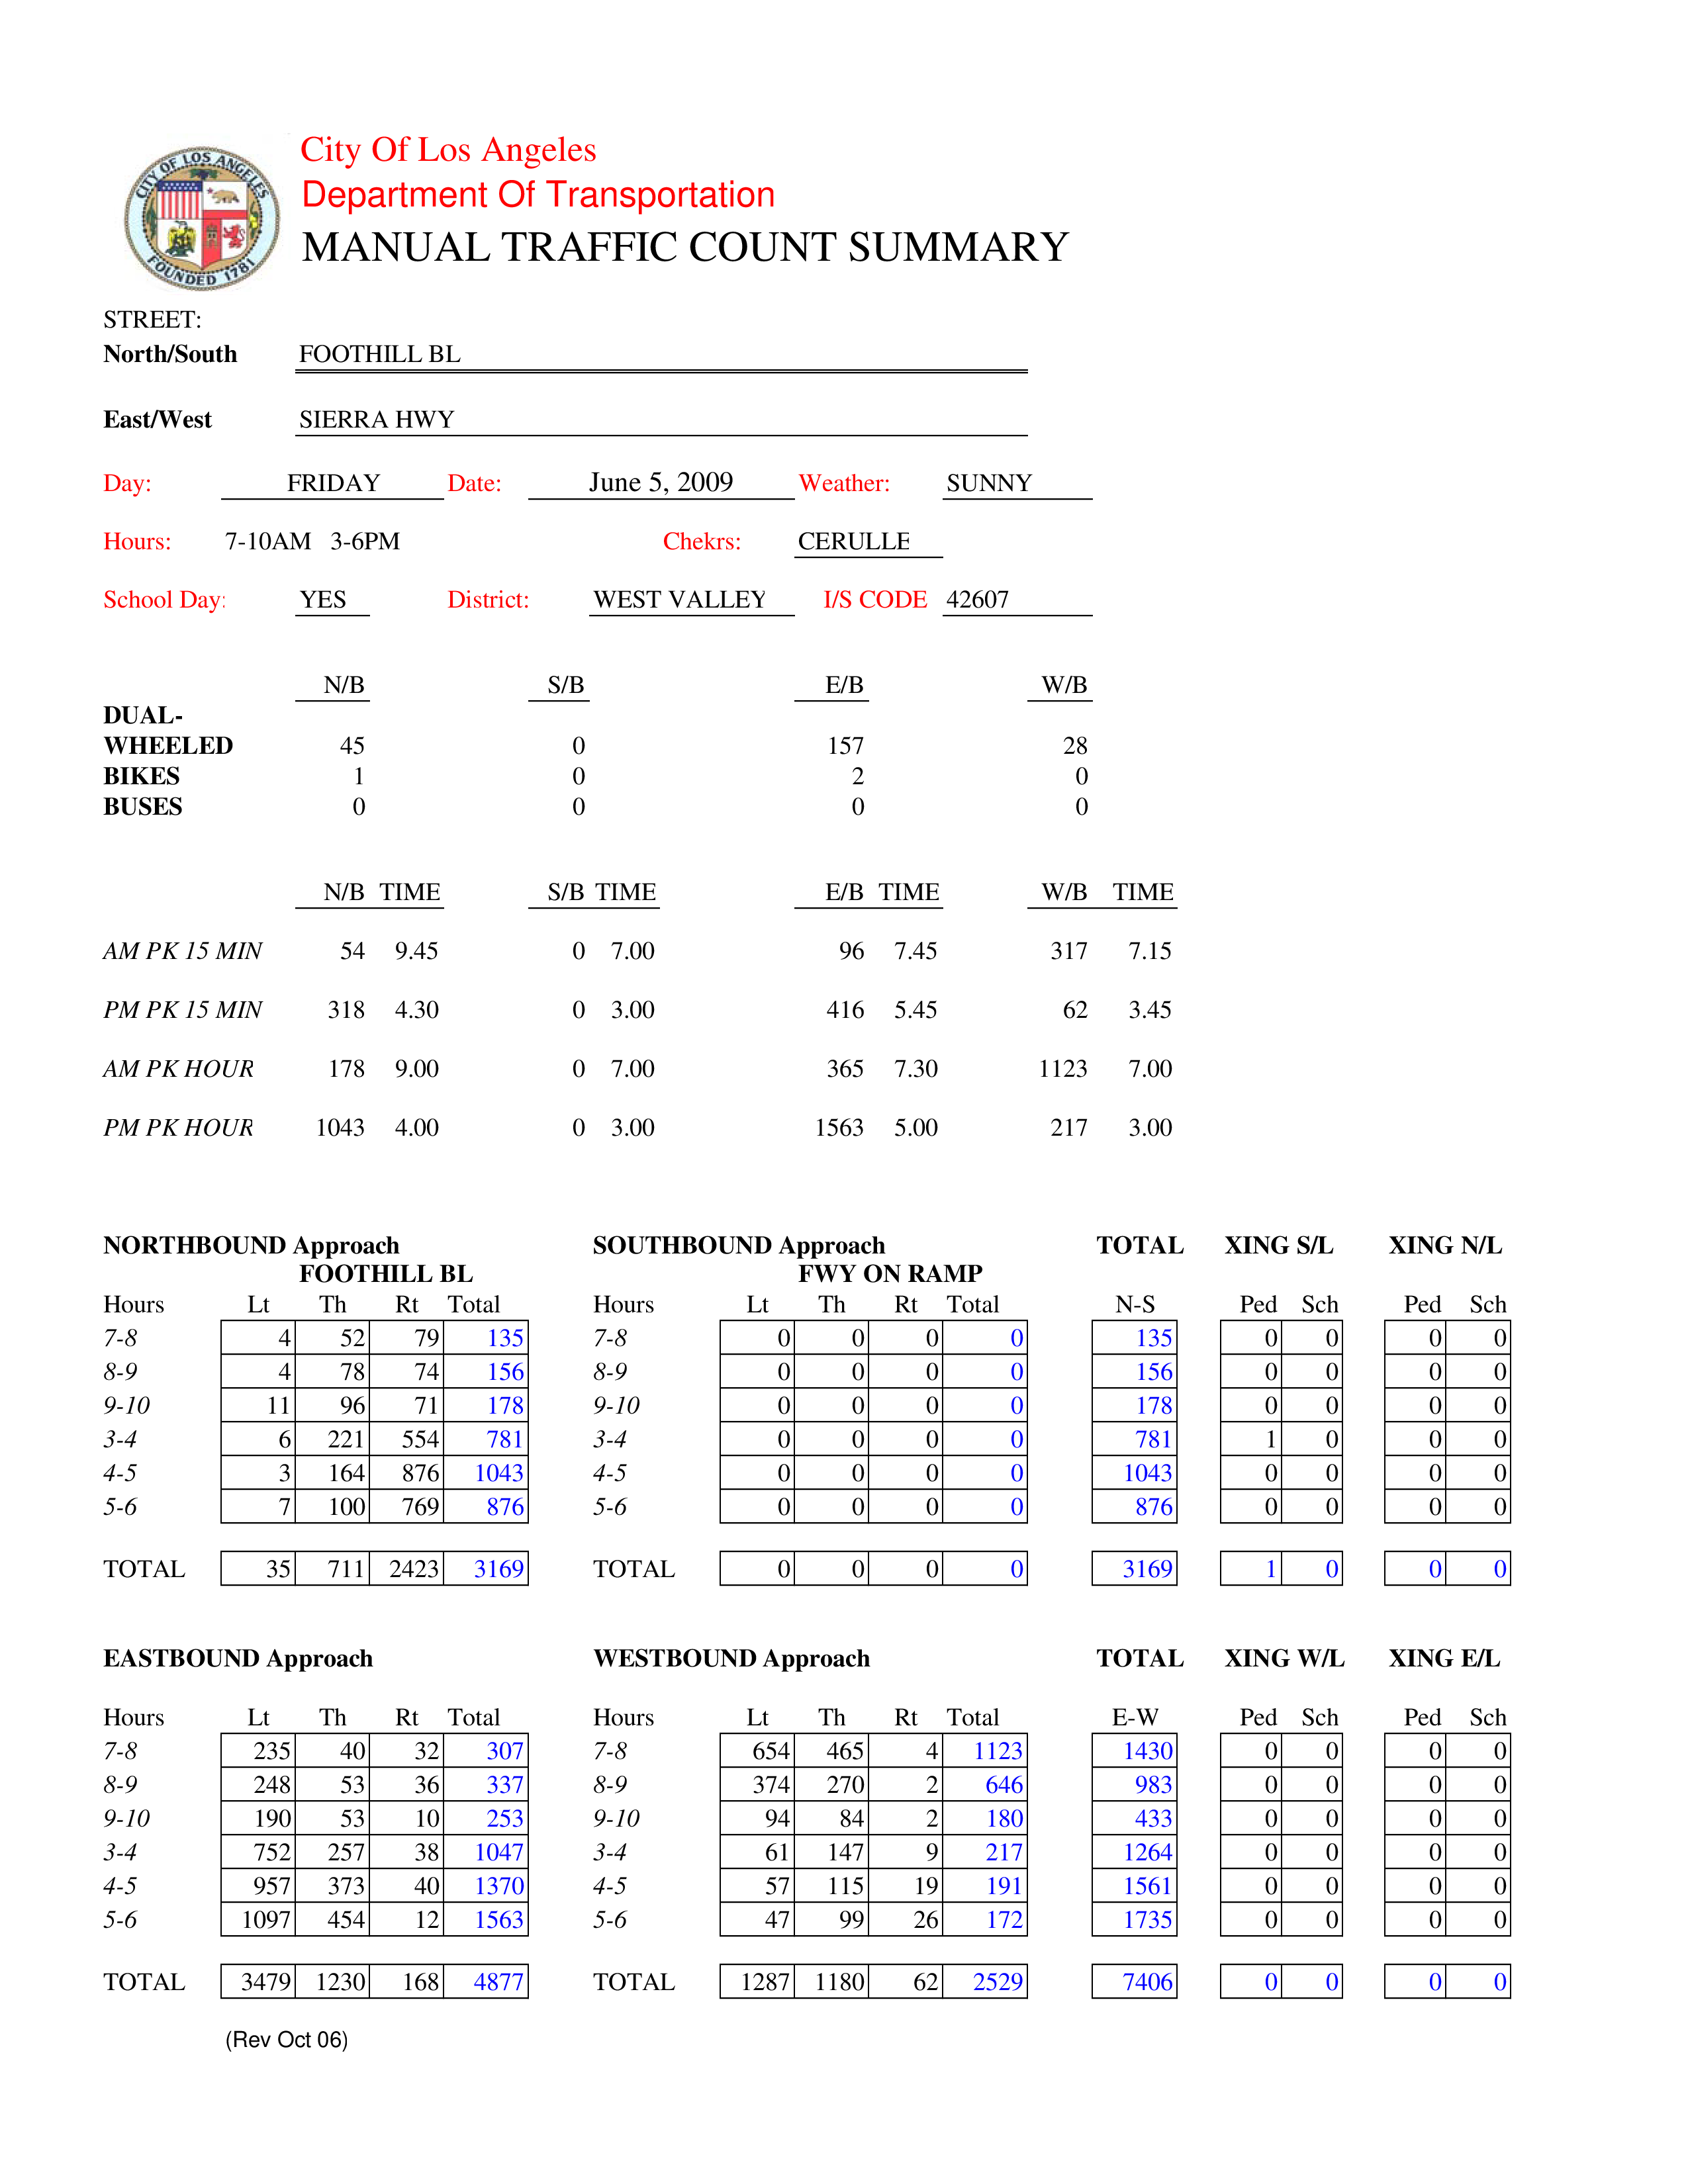 CITY OF LOS ANGELES
FOUNDED 1781
City Of Los Angeles
Department Of Transportation
MANUAL TRAFFIC COUNT SUMMARY
STREET:
North/South FOOTHILL BL
East/West SIERRA HWY
Day: FRIDAY Date: June 5, 2009 Weather: SUNNY
Hours: 7-10AM 3-6PM Chekrs: CERULLE
School Day: YES District: WEST VALLEY I/S CODE 42607
N/B S/B E/B W/B
DUAL-
WHEELED 45 0 157 28
BIKES 1 0 2 0
BUSES 0 0 0 0
N/B TIME S/B TIME E/B TIME W/B TIME
AM PK 15 MIN 54 9.45 0 7.00 96 7.45 317 7.15
PM PK 15 MIN 318 4.30 0 3.00 416 5.45 62 3.45
AM PK HOUR 178 9.00 0 7.00 365 7.30 1123 7.00
PM PK HOUR 1043 4.00 0 3.00 1563 5.00 217 3.00
NORTHBOUND Approach SOUTHBOUND Approach TOTAL XING S/L XING N/L
FOOTHILL BL FWY ON RAMP
Hours Lt Th Rt Total Hours Lt Th Rt Total N-S Ped Sch Ped Sch
7-8 4 52 79 135 7-8 0 0 0 0 135 0 0 0 0
8-9 4 78 74 156 8-9 0 0 0 0 156 0 0 0 0
9-10 11 96 71 178 9-10 0 0 0 0 178 0 0 0 0
3-4 6 221 554 781 3-4 0 0 0 0 781 1 0 0 0
4-5 3 164 876 1043 4-5 0 0 0 0 1043 0 0 0 0
5-6 7 100 769 876 5-6 0 0 0 0 876 0 0 0 0
TOTAL 35 711 2423 3169 TOTAL 0 0 0 0 3169 1 0 0 0
EASTBOUND Approach WESTBOUND Approach TOTAL XING W/L XING E/L
Hours Lt Th Rt Total Hours Lt Th Rt Total E-W Ped Sch Ped Sch
7-8 235 40 32 307 7-8 654 465 4 1123 1430 0 0 0 0
8-9 248 53 36 337 8-9 374 270 2 646 983 0 0 0 0
9-10 190 53 10 253 9-10 94 84 2 180 433 0 0 0 0
3-4 752 257 38 1047 3-4 61 147 9 217 1264 0 0 0 0
4-5 957 373 40 1370 4-5 57 115 19 191 1561 0 0 0 0
5-6 1097 454 12 1563 5-6 47 99 26 172 1735 0 0 0 0
TOTAL 3479 1230 168 4877 TOTAL 1287 1180 62 2529 7406 0 0 0 0
(Rev Oct 06)